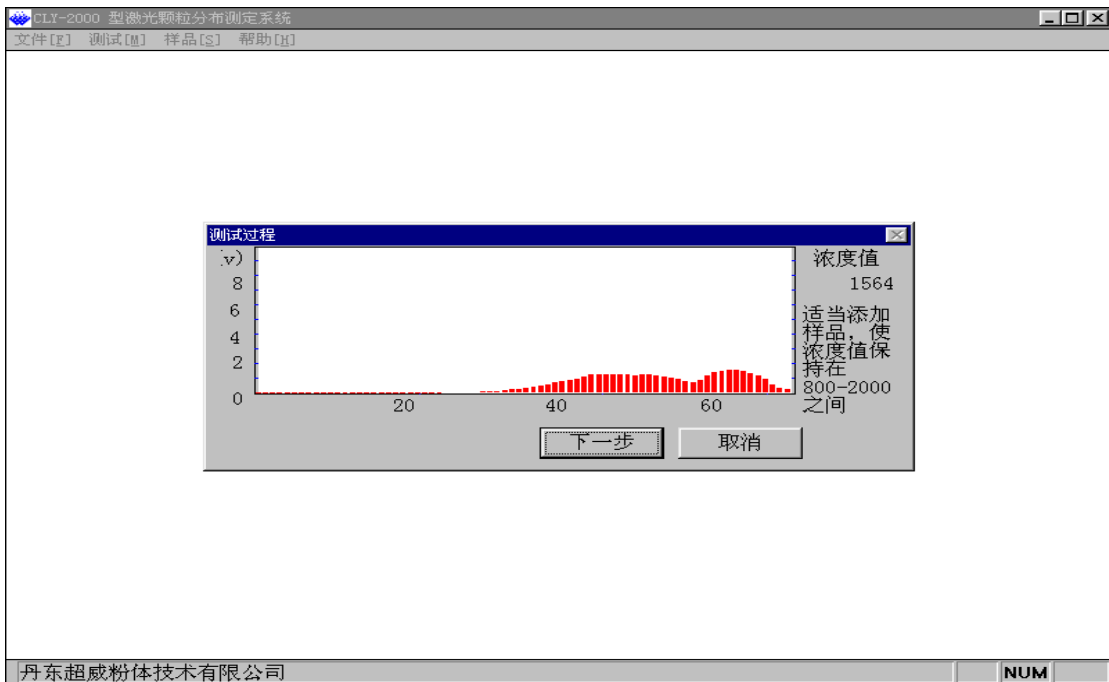 CLY-2000 型激光颗粒分布测定系统
文件[F] 测试[M] 样品[S] 帮助[H]
测试过程
v)
8
6
4
2
0
20 40 60
浓度值
1564
适当添加
样品，使
浓度值保
持在
800-2000
之间
下一步 取消
丹东超威粉体技术有限公司 NUM